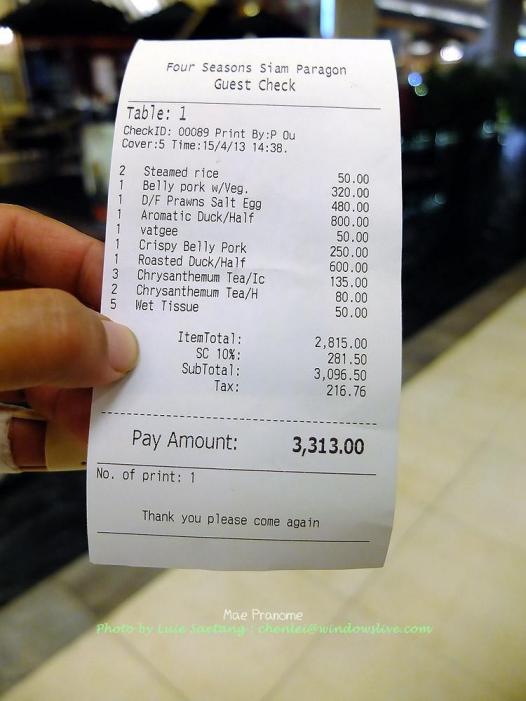 Four Seasons Siam Paragon
Guest Check
Table: 1
CheckID: 00089 Print By:P Ou
Cover:5 Time:15/4/13 14:38.
2 Steamed rice 50.00
1 Belly pork w/Veg. 320.00
1 D/F Prawns Salt Egg 480.00
1 Aromatic Duck/Half 800.00
1 vatgee 50.00
1 Crispy Belly Pork 250.00
1 Roasted Duck/Half 600.00
3 Chrysanthemum Tea/Ic 135.00
2 Chrysanthemum Tea/H 80.00
5 Wet Tissue 50.00
ItemTotal: 2,815.00
SC 10%: 281.50
SubTotal: 3,096.50
Tax: 216.76
Pay Amount: 3,313.00
No. of print: 1
Thank you please come again
Mae Pranome
Photo by Luie Saetang : chenlei@windowslive.com